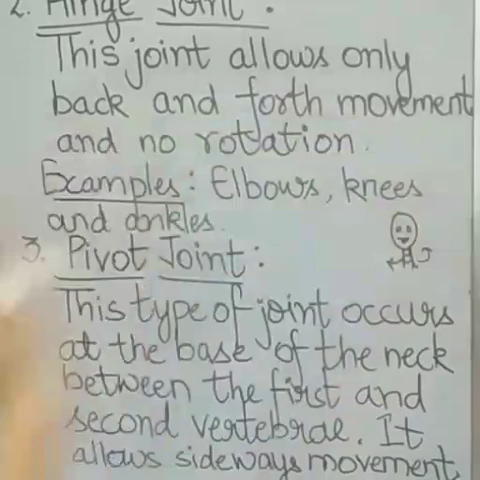 2. Hinge Joint :
This joint allows only
back and forth movement
and no rotation.
Examples: Elbows, knees
and ankles.
3. Pivot Joint :
This type of joint occurs
at the base of the neck
between the first and
second vertebrae. It
allows sideways movement